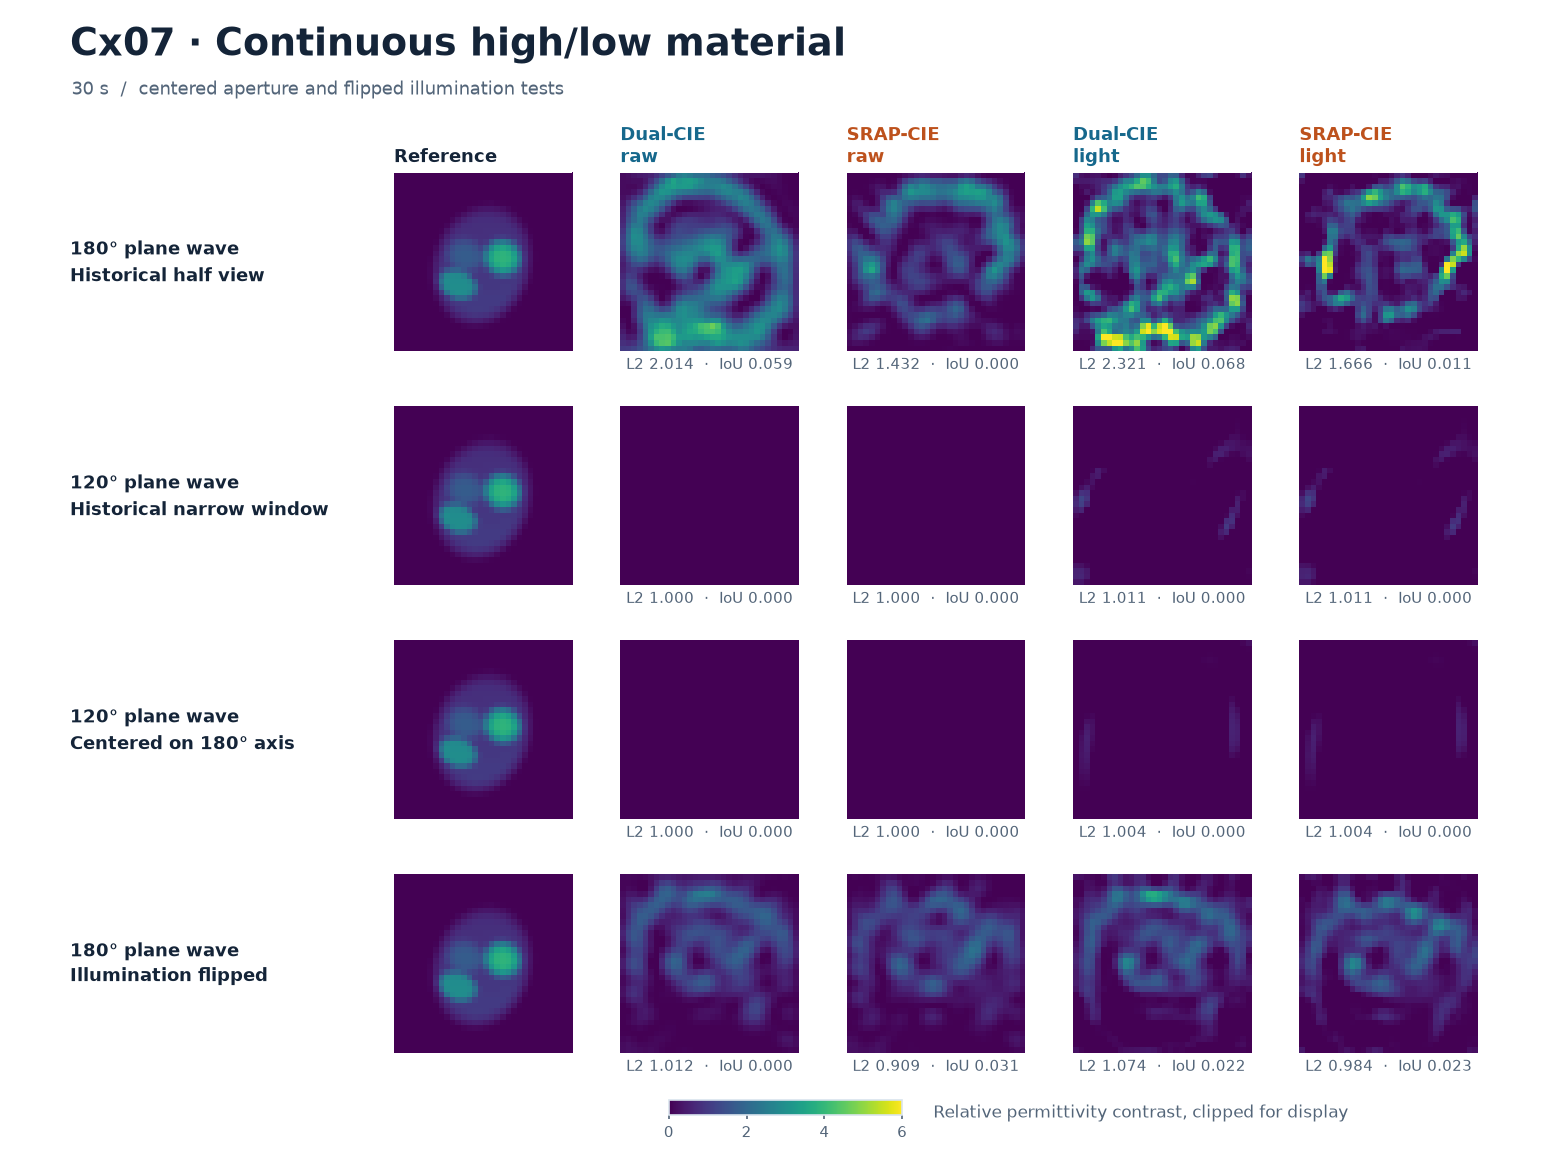 Cx07 · Continuous high/low material
30 s / centered aperture and flipped illumination tests
Reference
Dual-CIE
raw
SRAP-CIE
raw
Dual-CIE
light
SRAP-CIE
light
180° plane wave
Historical half view
L2 2.014 · IoU 0.059
L2 1.432 · IoU 0.000
L2 2.321 · IoU 0.068
L2 1.666 · IoU 0.011
120° plane wave
Historical narrow window
L2 1.000 · IoU 0.000
L2 1.000 · IoU 0.000
L2 1.011 · IoU 0.000
L2 1.011 · IoU 0.000
120° plane wave
Centered on 180° axis
L2 1.000 · IoU 0.000
L2 1.000 · IoU 0.000
L2 1.004 · IoU 0.000
L2 1.004 · IoU 0.000
180° plane wave
Illumination flipped
L2 1.012 · IoU 0.000
L2 0.909 · IoU 0.031
L2 1.074 · IoU 0.022
L2 0.984 · IoU 0.023
0 2 4 6
Relative permittivity contrast, clipped for display